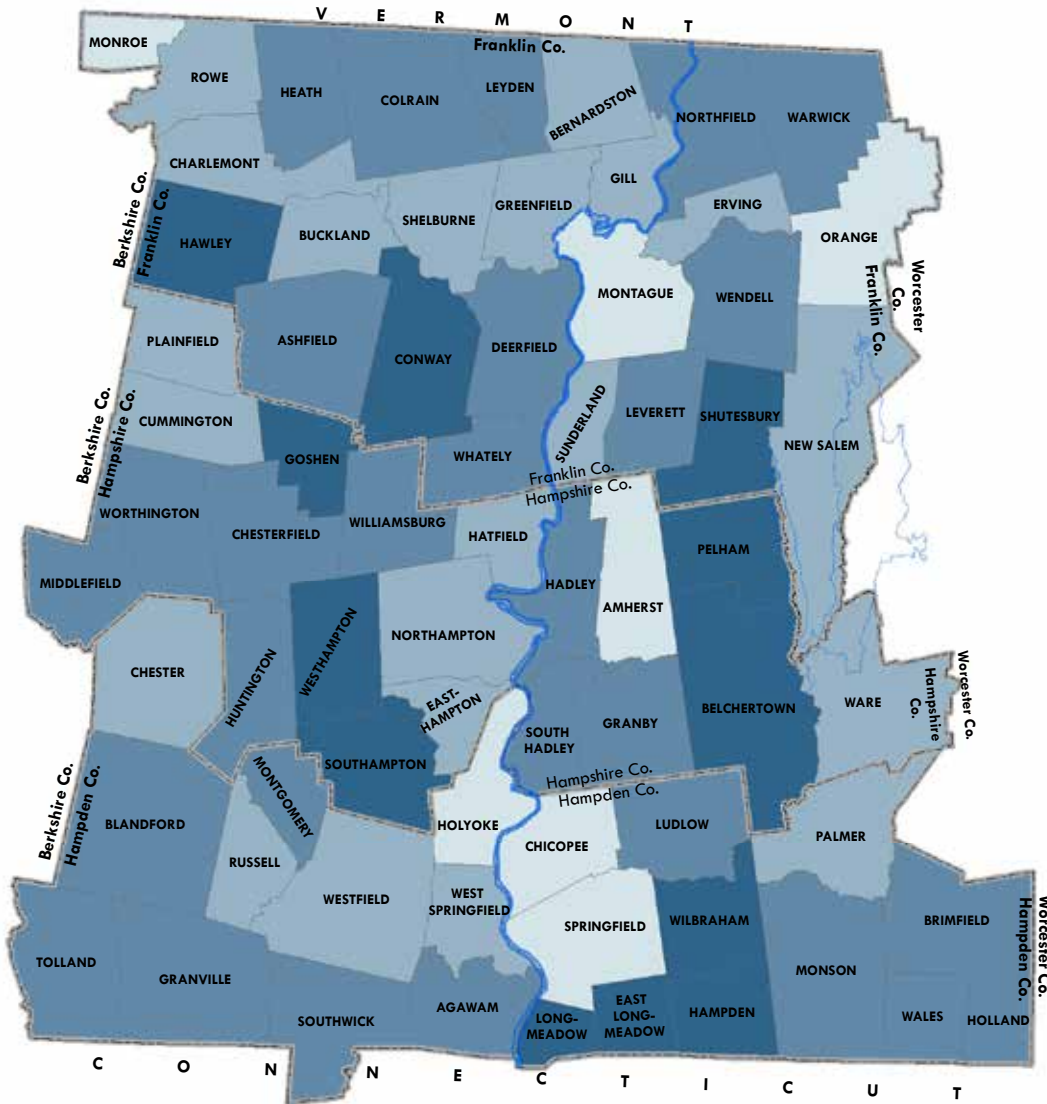 VERMONT
Franklin Co.
MONROE
ROWE
HEATH
COLRAIN
LEYDEN
BERNARDSTON
NORTHFIELD
WARWICK
CHARLEMONT
GILL
ERVING
GREENFIELD
SHELBURNE
BUCKLAND
HAWLEY
ORANGE
Berkshire Co.
Franklin Co.
MONTAGUE
WENDELL
Franklin Co.
Worcester
Co.
PLAINFIELD
ASHFIELD
CONWAY
DEERFIELD
CUMMINGTON
SUNDERLAND
LEVERETT
SHUTESBURY
NEW SALEM
Berkshire Co.
Hampshire Co.
GOSHEN
WHATELY
Franklin Co.
Hampshire Co.
WORTHINGTON
CHESTERFIELD
WILLIAMSBURG
HATFIELD
PELHAM
MIDDLEFIELD
HADLEY
AMHERST
NORTHAMPTON
CHESTER
HUNTINGTON
WESTHAMPTON
EAST-
HAMPTON
BELCHERTOWN
WARE
Hampshire
Co.
Worcester Co.
SOUTH
HADLEY
GRANBY
SOUTHAMPTON
Hampshire Co.
Hampden Co.
MONTGOMERY
Berkshire Co.
Hampden Co.
BLANDFORD
HOLYOKE
CHICOPEE
LUDLOW
PALMER
RUSSELL
WESTFIELD
WEST
SPRINGFIELD
SPRINGFIELD
WILBRAHAM
BRIMFIELD
Hampden Co.
Worcester Co.
TOLLAND
GRANVILLE
MONSON
SOUTHWICK
AGAWAM
LONG-
MEADOW
EAST
LONG-
MEADOW
HAMPDEN
WALES
HOLLAND
CONNECTICUT